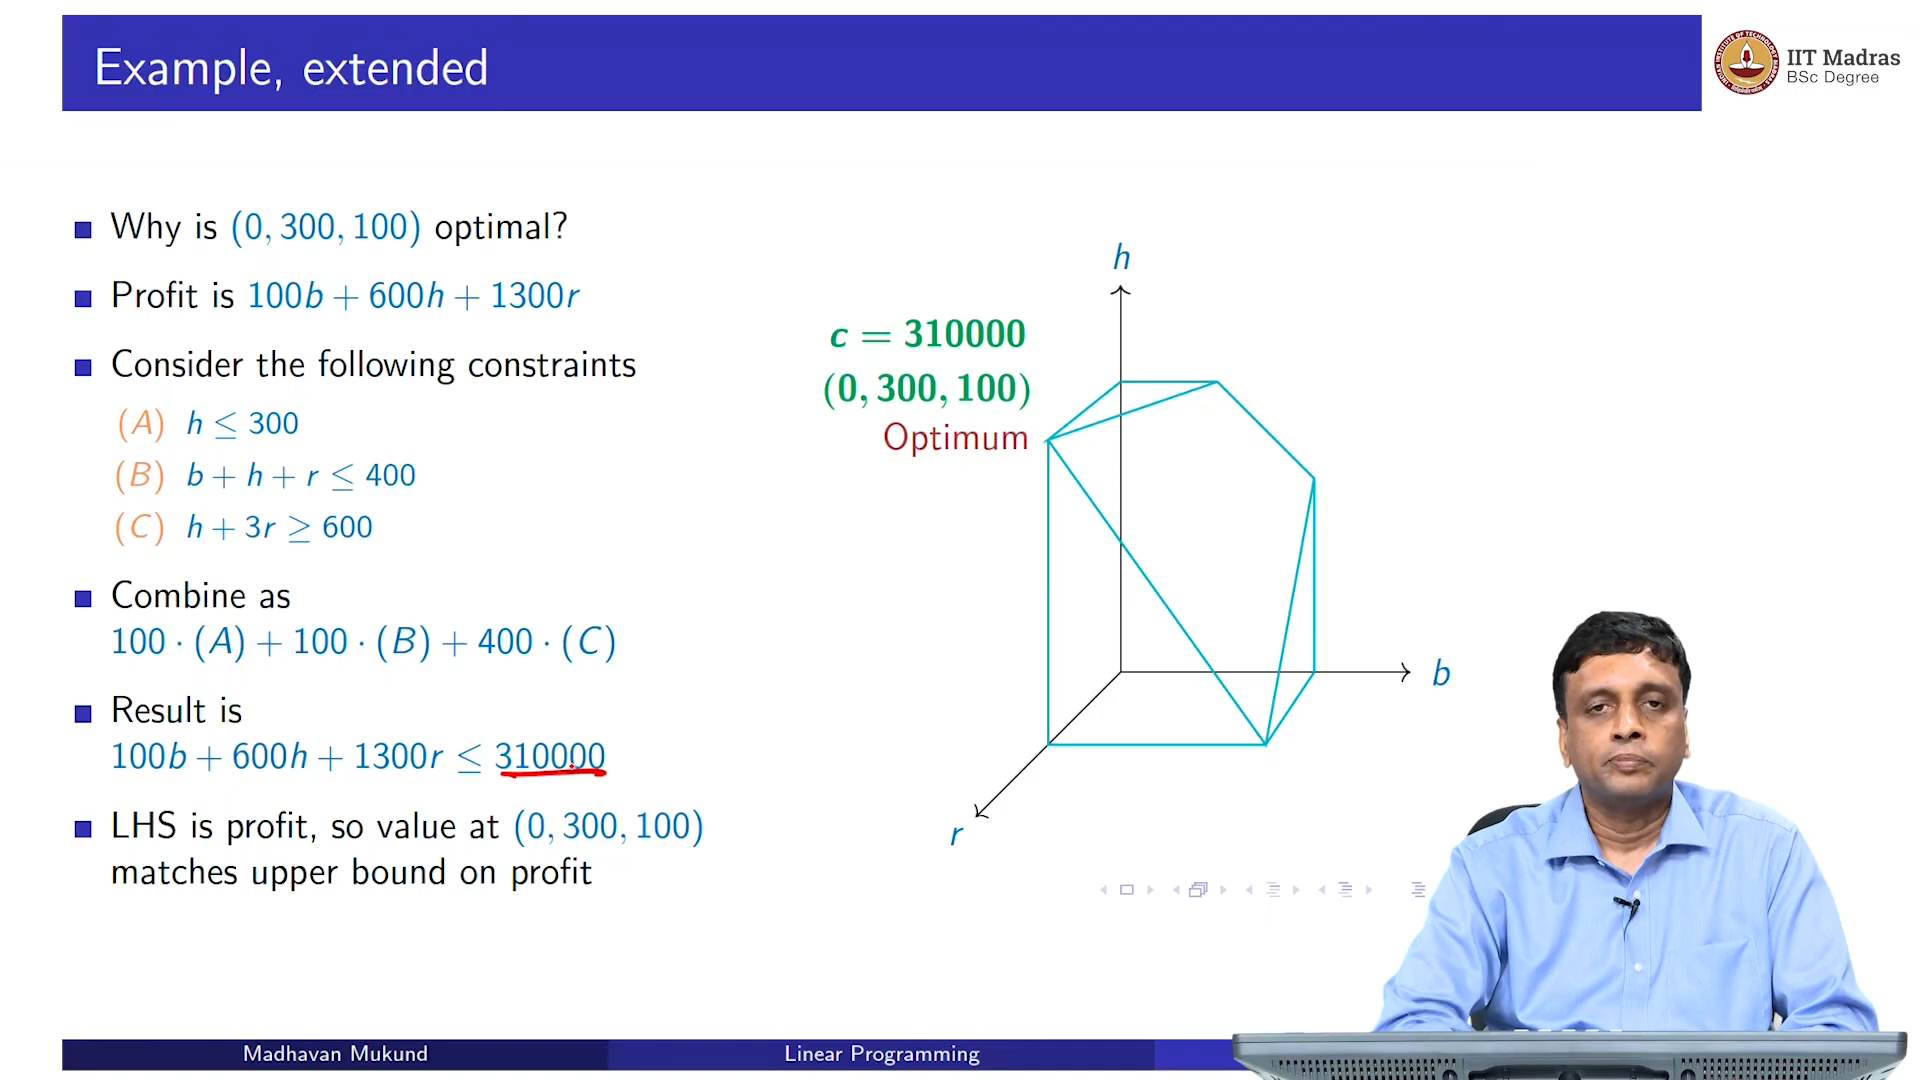 Example, extended
IIT Madras
BSc Degree
Why is (0, 300, 100) optimal?
Profit is 100b + 600h + 1300r
Consider the following constraints
(A) h ≤ 300
(B) b + h + r ≤ 400
(C) h + 3r ≥ 600
Combine as
100 · (A) + 100 · (B) + 400 · (C)
Result is
100b + 600h + 1300r ≤ 310000
LHS is profit, so value at (0, 300, 100)
matches upper bound on profit
h
c = 310000
(0, 300, 100)
Optimum
b
r
Madhavan Mukund
Linear Programming